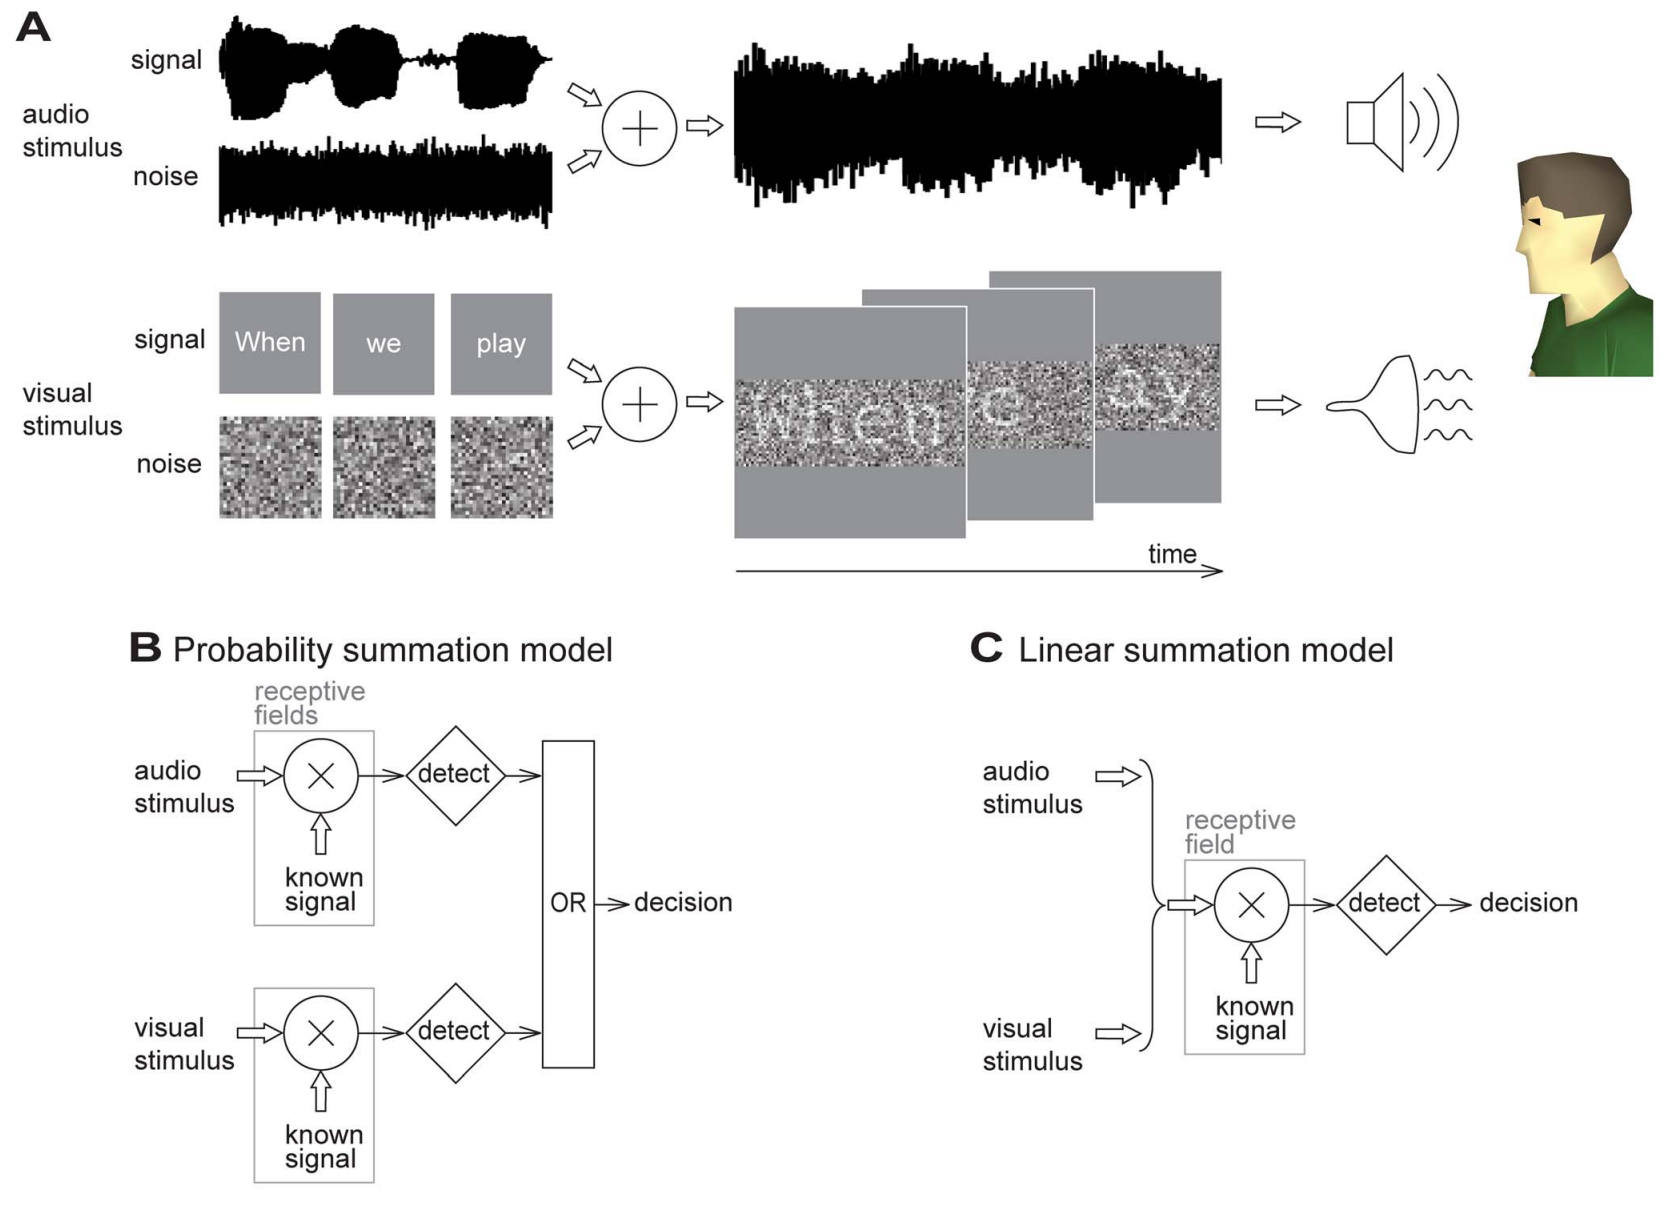 A
signal
audio
stimulus
noise
signal
When
we
play
visual
stimulus
noise
When
e
ay
time
B Probability summation model
receptive
fields
audio
stimulus
detect
known
signal
OR
decision
visual
stimulus
detect
known
signal
C Linear summation model
audio
stimulus
receptive
field
detect
decision
known
signal
visual
stimulus